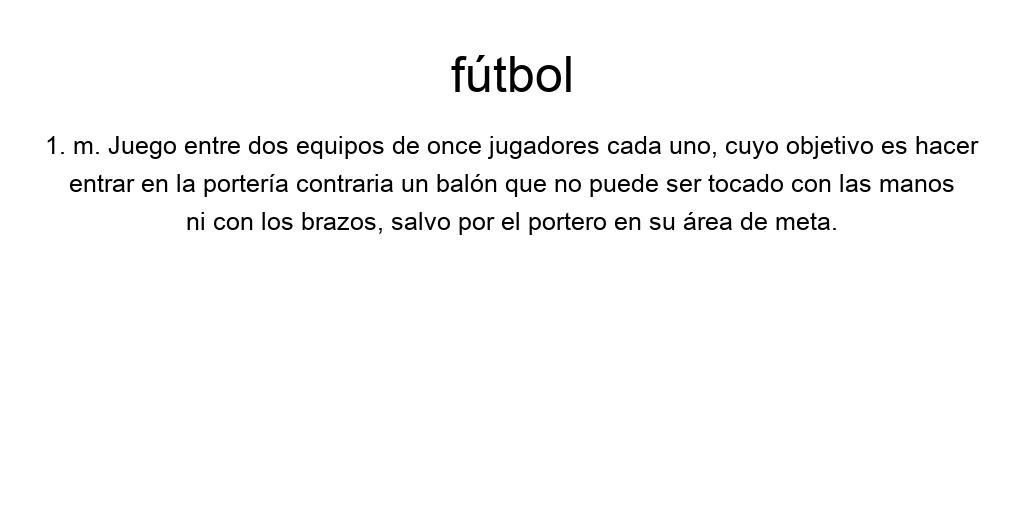 fútbol
1. m. Juego entre dos equipos de once jugadores cada uno, cuyo objetivo es hacer
entrar en la portería contraria un balón que no puede ser tocado con las manos
ni con los brazos, salvo por el portero en su área de meta.